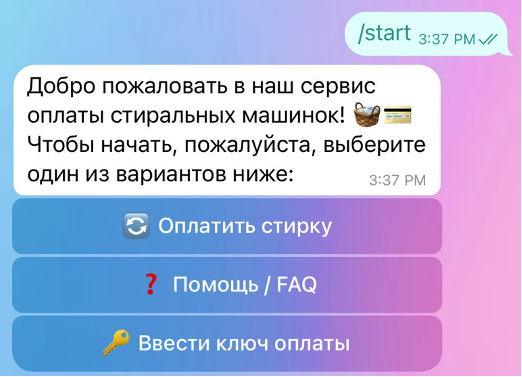 /start 3:37 PM
Добро пожаловать в наш сервис
оплаты стиральных машинок! 🧺💳
Чтобы начать, пожалуйста, выберите
один из вариантов ниже: 3:37 PM
🔄 Оплатить стирку
❓ Помощь / FAQ
🔑 Ввести ключ оплаты